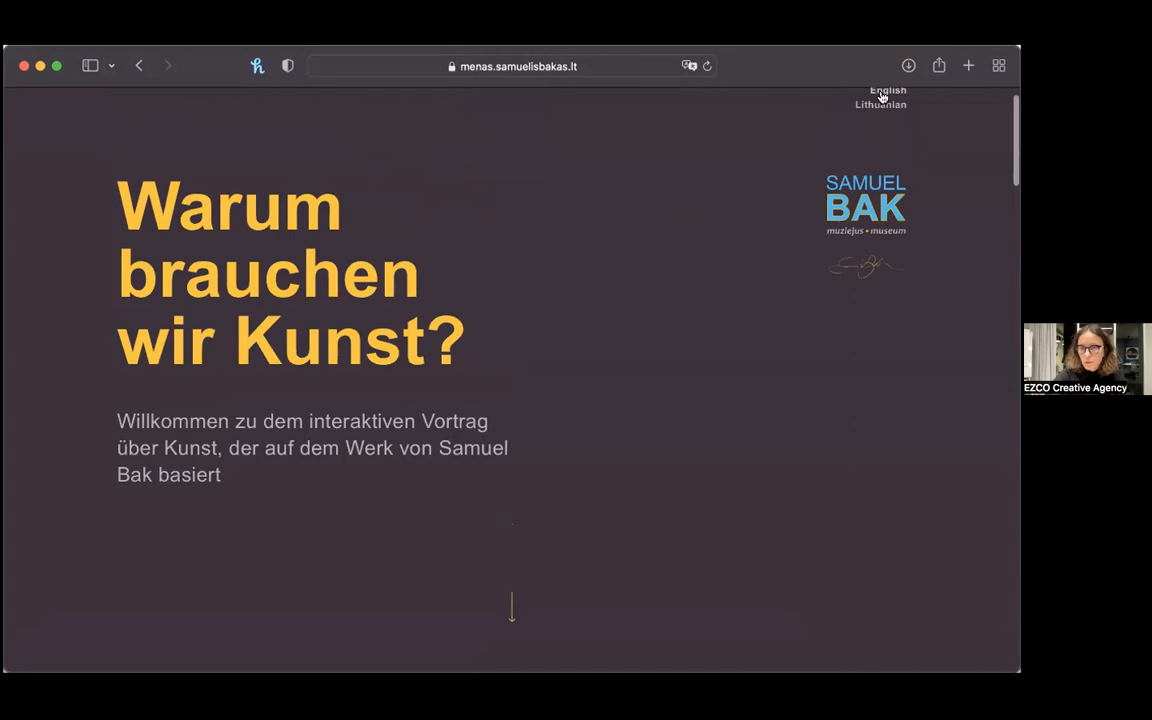 menas.samuelisbakas.lt
English
Lithuanian
Warum
brauchen
wir Kunst?
SAMUEL
BAK
muziejus • museum
Willkommen zu dem interaktiven Vortrag
über Kunst, der auf dem Werk von Samuel
Bak basiert
EZCO Creative Agency